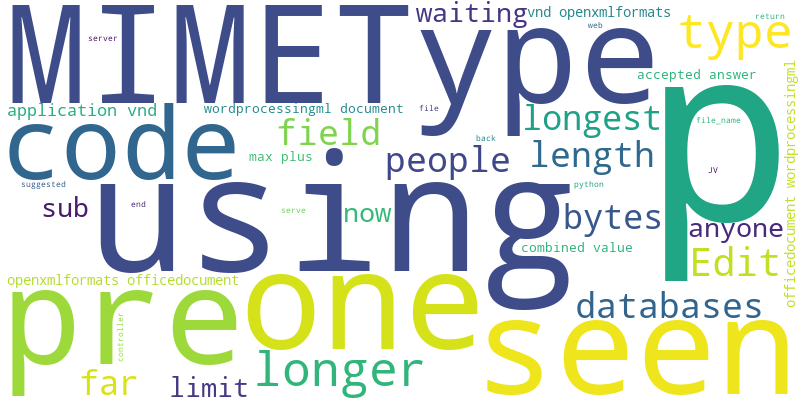 MIMEType
waiting
vnd openxmlformats
type
server
web
return
accepted answer
application vnd
wordprocessingml document
file
longest
p
code
field
back
file_name
max plus
people
length
JV
suggested
using
python
sub
end
serve
now
bytes
anyone
combined value
Edit
officedocument wordprocessingml
openxmlformats officedocument
pre
one
databases
controller
seen
longer
far
limit